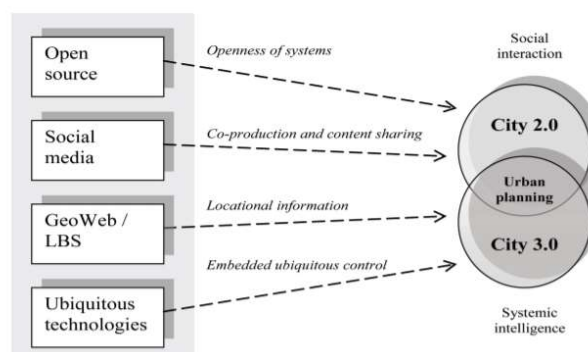 Open
source
Social
media
GeoWeb /
LBS
Ubiquitous
technologies
Openness of systems
Co-production and content sharing
Locational information
Embedded ubiquitous control
Social
interaction
City 2.0
Urban
planning
City 3.0
Systemic
intelligence